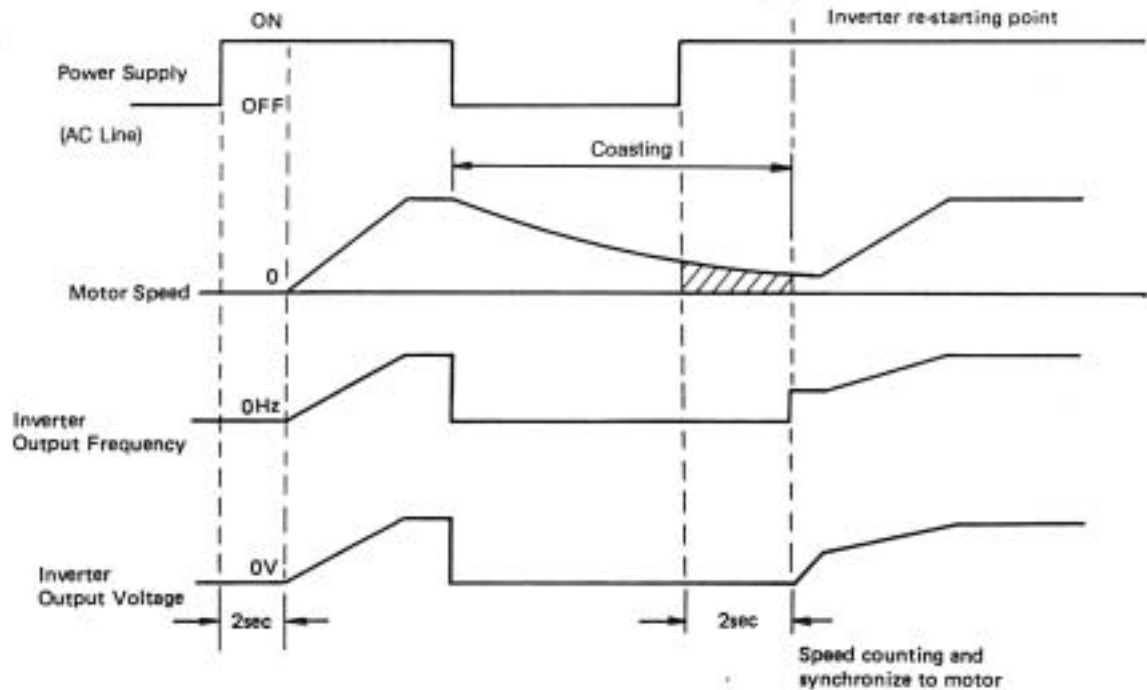 ON
Inverter re-starting point
Power Supply
OFF
(AC Line)
Coasting
0
Motor Speed
0Hz
Inverter
Output Frequency
0V
Inverter
Output Voltage
2sec
2sec
Speed counting and
synchronize to motor